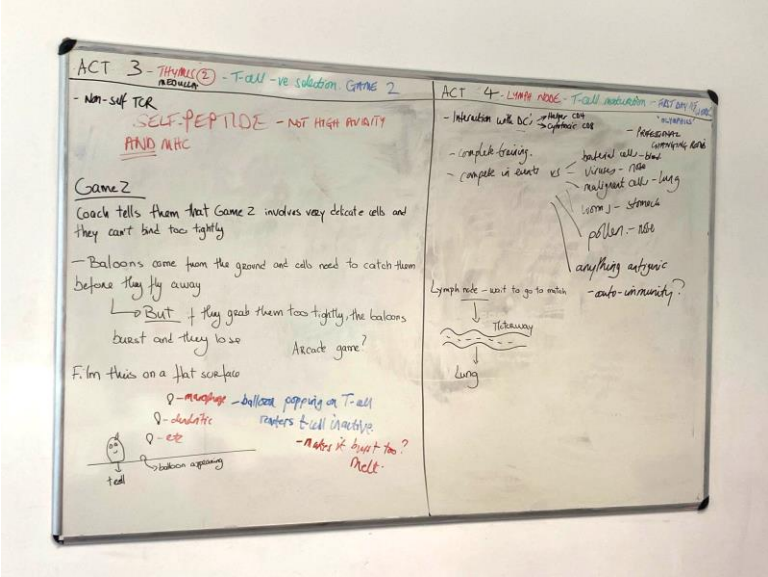 ACT 3 - THYMUS 2 - T-cell -ve selection. GAME 2
MEDULLA
- Non-self TCR
SELF-PEPTIDE - NOT HIGH AVIDITY
AND MHC
Game 2
Coach tells them that Game 2 involves very delicate cells and
they can't bind too tightly
- Baloons come from the ground and cells need to catch them
before they fly away
BUT if they grab them too tightly, the baloons
burst and they lose
Arcade game?
Film this on a flat surface
- macrophage
- dendritic
- etc
- balloon popping on T-cell
renders t-cell inactive
- makes it burst too?
Melt.
balloon appearing
t cell
ACT 4 - LYMPH NODE - T-cell maturation - FIRST DAY OF
"OLYMPICS"
- Interaction with DC's Helper CD4
Cytotoxic CD8
- PROFESSIONAL
CHANGING ROOMS
- complete training.
- compete in events vs
bacterial cells - blood
viruses - nose
malignant cells - lung
worms - stomach
pollen - nose
anything antigenic
- auto-immunity?
Lymph node - wait to go to match
Motorway
Lung